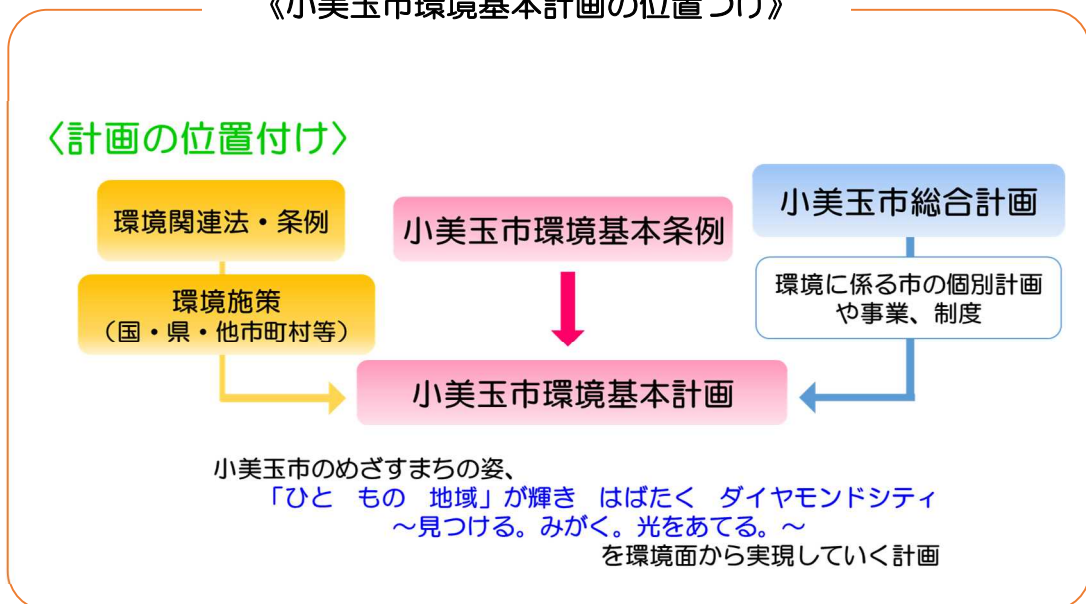 《小美玉市環境基本計画の位置づけ》
〈計画の位置付け〉
環境関連法・条例
環境施策
（国・県・他市町村等）
小美玉市環境基本条例
小美玉市総合計画
環境に係る市の個別計画
や事業、制度
小美玉市環境基本計画
小美玉市のめざすまちの姿、
「ひと　もの　地域」が輝き　はばたく　ダイヤモンドシティ
～見つける。みがく。光をあてる。～
を環境面から実現していく計画